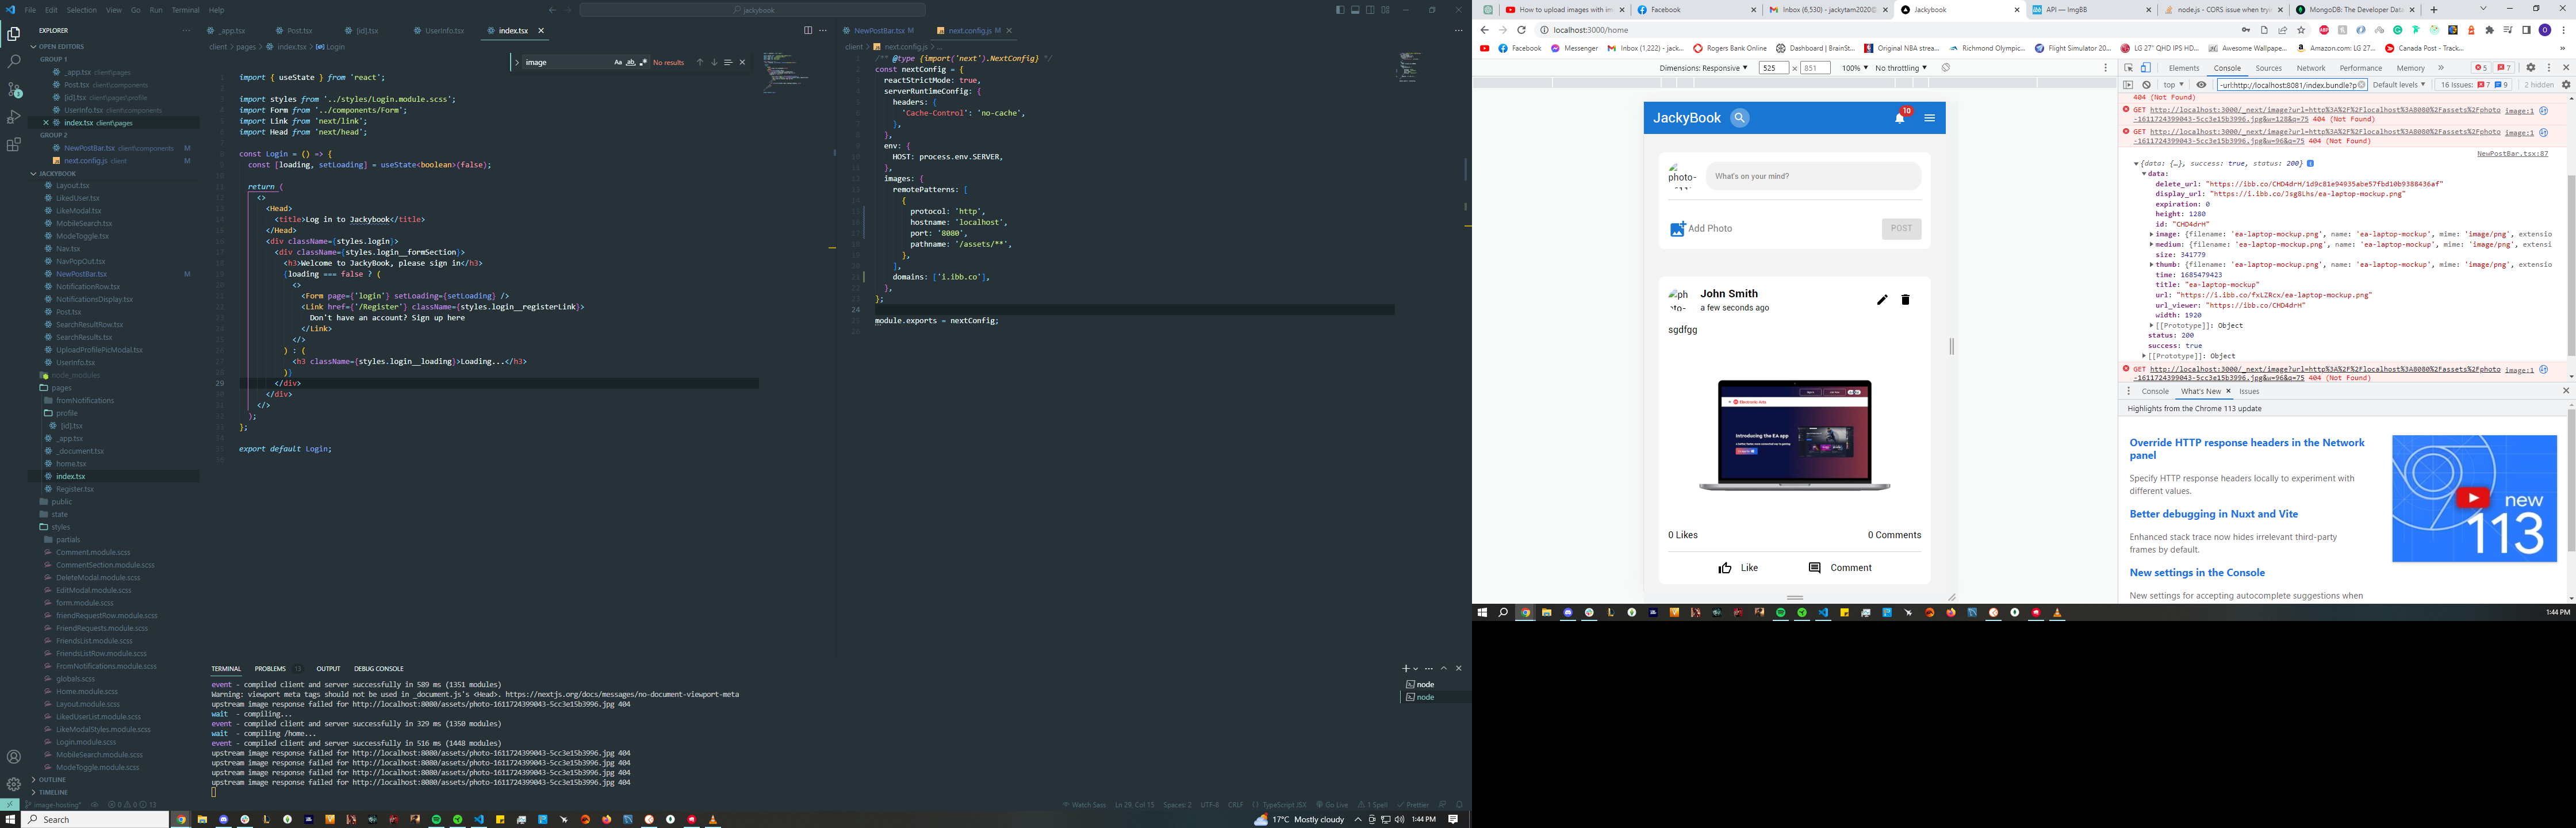 File Edit Selection View Go Run Terminal Help
jackybook
EXPLORER
OPEN EDITORS
GROUP 1
_app.tsx client\pages
Post.tsx client\components
[id].tsx client\pages\profile
UserInfo.tsx client\components
index.tsx client\pages
GROUP 2
NewPostBar.tsx client\components M
next.config.js client M
JACKYBOOK
Layout.tsx
LikedUser.tsx
LikeModal.tsx
MobileSearch.tsx
ModeToggle.tsx
Nav.tsx
NavPopOut.tsx
NewPostBar.tsx M
NotificationRow.tsx
NotificationsDisplay.tsx
Post.tsx
SearchResultRow.tsx
SearchResults.tsx
UploadProfilePicModal.tsx
UserInfo.tsx
node_modules
pages
fromNotifications
profile
[id].tsx
_app.tsx
_document.tsx
home.tsx
index.tsx
Register.tsx
public
state
styles
partials
Comment.module.scss
CommentSection.module.scss
DeleteModal.module.scss
EditModal.module.scss
form.module.scss
friendRequestRow.module.scss
FriendRequests.module.scss
FriendsList.module.scss
FriendsListRow.module.scss
FromNotifications.module.scss
globals.scss
Home.module.scss
Layout.module.scss
LikedUserList.module.scss
LikeModalStyles.module.scss
Login.module.scss
MobileSearch.module.scss
ModeToggle.module.scss
OUTLINE
TIMELINE
_app.tsx Post.tsx [id].tsx UserInfo.tsx index.tsx
client > pages > index.tsx > Login
image Aa ab No results
import { useState } from 'react';
import styles from '../styles/Login.module.scss';
import Form from '../components/Form';
import Link from 'next/link';
import Head from 'next/head';
const Login = () => {
const [loading, setLoading] = useState<boolean>(false);
return (
<>
<Head>
<title>Log in to Jackybook</title>
</Head>
<div className={styles.login}>
<div className={styles.login__formSection}>
<h3>Welcome to JackyBook, please sign in</h3>
{loading === false ? (
<>
<Form page={'login'} setLoading={setLoading} />
<Link href={'/Register'} className={styles.login__registerLink}>
Don't have an account? Sign up here
</Link>
</>
) : (
<h3 className={styles.login__loading}>Loading...</h3>
)}
</div>
</div>
</>
);
};
export default Login;
NewPostBar.tsx M next.config.js M
client > next.config.js > ...
/** @type {import('next').NextConfig} */
const nextConfig = {
reactStrictMode: true,
serverRuntimeConfig: {
headers: {
'Cache-Control': 'no-cache',
},
},
env: {
HOST: process.env.SERVER,
},
images: {
remotePatterns: [
{
protocol: 'http',
hostname: 'localhost',
port: '8080',
pathname: '/assets/**',
},
],
domains: ['i.ibb.co'],
},
};
module.exports = nextConfig;
TERMINAL PROBLEMS 13 OUTPUT DEBUG CONSOLE
event - compiled client and server successfully in 589 ms (1351 modules)
Warning: viewport meta tags should not be used in _document.js's <Head>. https://nextjs.org/docs/messages/no-document-viewport-meta
upstream image response failed for http://localhost:8080/assets/photo-1611724399043-5cc3e15b3996.jpg 404
wait - compiling...
event - compiled client and server successfully in 329 ms (1350 modules)
wait - compiling /home...
event - compiled client and server successfully in 516 ms (1448 modules)
upstream image response failed for http://localhost:8080/assets/photo-1611724399043-5cc3e15b3996.jpg 404
upstream image response failed for http://localhost:8080/assets/photo-1611724399043-5cc3e15b3996.jpg 404
upstream image response failed for http://localhost:8080/assets/photo-1611724399043-5cc3e15b3996.jpg 404
upstream image response failed for http://localhost:8080/assets/photo-1611724399043-5cc3e15b3996.jpg 404
node
node
image-hosting* 0 0 13
Watch Sass Ln 29, Col 15 Spaces: 2 UTF-8 CRLF TypeScript JSX Go Live 1 Spell Prettier
Search
17°C Mostly cloudy 1:44 PM
How to upload images with im Facebook Inbox (6,530) - jackytam2020@ Jackybook API — ImgBB node.js - CORS issue when tryi MongoDB: The Developer Data
localhost:3000/home
Facebook Messenger Inbox (1,222) - jack... Rogers Bank Online Dashboard | BrainSt... Original NBA strea... Richmond Olympic... Flight Simulator 20... LG 27" QHD IPS HD... Awesome Wallpape... Amazon.com: LG 27... Canada Post - Track...
Dimensions: Responsive 525 × 851 100% No throttling
JackyBook
10
photo-
What's on your mind?
Add Photo
POST
John Smith
a few seconds ago
sgdfgg
Electronic Arts
Introducing the EA app
0 Likes 0 Comments
Like Comment
Elements Console Sources Network Performance Memory 5 7
top -url:http://localhost:8081/index.bundle?p Default levels 16 Issues: 7 9 2 hidden
404 (Not Found)
GET http://localhost:3000/_next/image?url=http%3A%2F%2Flocalhost%3A8080%2Fassets%2Fphoto image:1
-1611724399043-5cc3e15b3996.jpg&w=128&q=75 404 (Not Found)
GET http://localhost:3000/_next/image?url=http%3A%2F%2Flocalhost%3A8080%2Fassets%2Fphoto image:1
-1611724399043-5cc3e15b3996.jpg&w=96&q=75 404 (Not Found)
NewPostBar.tsx:87
{data: {…}, success: true, status: 200}
data:
delete_url: "https://ibb.co/CHD4drH/1d9c81e94935abe57fbd10b9388436af"
display_url: "https://i.ibb.co/Jsg8Lhs/ea-laptop-mockup.png"
expiration: 0
height: 1280
id: "CHD4drH"
image: {filename: 'ea-laptop-mockup.png', name: 'ea-laptop-mockup', mime: 'image/png', extensio
medium: {filename: 'ea-laptop-mockup.png', name: 'ea-laptop-mockup', mime: 'image/png', extensi
size: 341779
thumb: {filename: 'ea-laptop-mockup.png', name: 'ea-laptop-mockup', mime: 'image/png', extensio
time: 1685479423
title: "ea-laptop-mockup"
url: "https://i.ibb.co/fxLZRcx/ea-laptop-mockup.png"
url_viewer: "https://ibb.co/CHD4drH"
width: 1920
[[Prototype]]: Object
status: 200
success: true
[[Prototype]]: Object
GET http://localhost:3000/_next/image?url=http%3A%2F%2Flocalhost%3A8080%2Fassets%2Fphoto image:1
-1611724399043-5cc3e15b3996.jpg&w=96&q=75 404 (Not Found)
Console What's New Issues
Highlights from the Chrome 113 update
Override HTTP response headers in the Network
panel
Specify HTTP response headers locally to experiment with
different values.
Better debugging in Nuxt and Vite
Enhanced stack trace now hides irrelevant third-party
frames by default.
New settings in the Console
New settings for accepting autocomplete suggestions when
new
113
1:44 PM